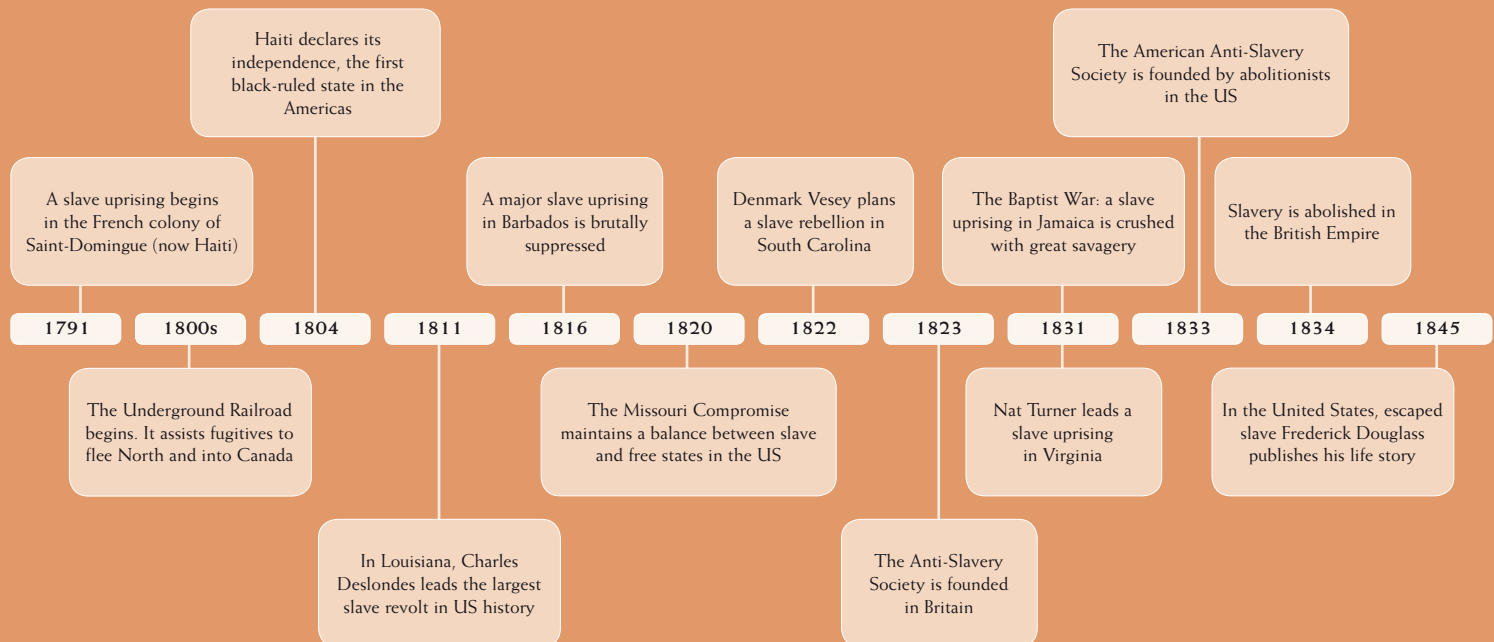 Haiti declares its
independence, the first
black-ruled state in the
Americas
The American Anti-Slavery
Society is founded by abolitionists
in the US
A slave uprising begins
in the French colony of
Saint-Domingue (now Haiti)
A major slave uprising
in Barbados is brutally
suppressed
Denmark Vesey plans
a slave rebellion in
South Carolina
The Baptist War: a slave
uprising in Jamaica is crushed
with great savagery
Slavery is abolished in
the British Empire
1791
1800s
1804
1811
1816
1820
1822
1823
1831
1833
1834
1845
The Underground Railroad
begins. It assists fugitives to
flee North and into Canada
The Missouri Compromise
maintains a balance between slave
and free states in the US
Nat Turner leads a
slave uprising
in Virginia
In the United States, escaped
slave Frederick Douglass
publishes his life story
In Louisiana, Charles
Deslondes leads the largest
slave revolt in US history
The Anti-Slavery
Society is founded
in Britain